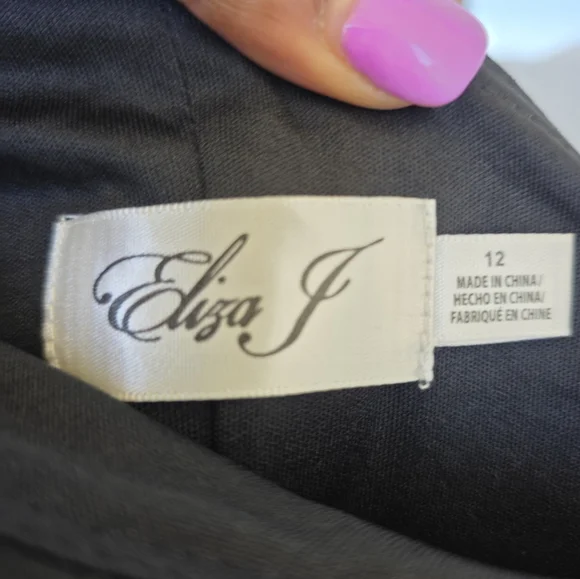 Eliza J
12
MADE IN CHINA/
HECHO EN CHINA/
FABRIQUÉ EN CHINE